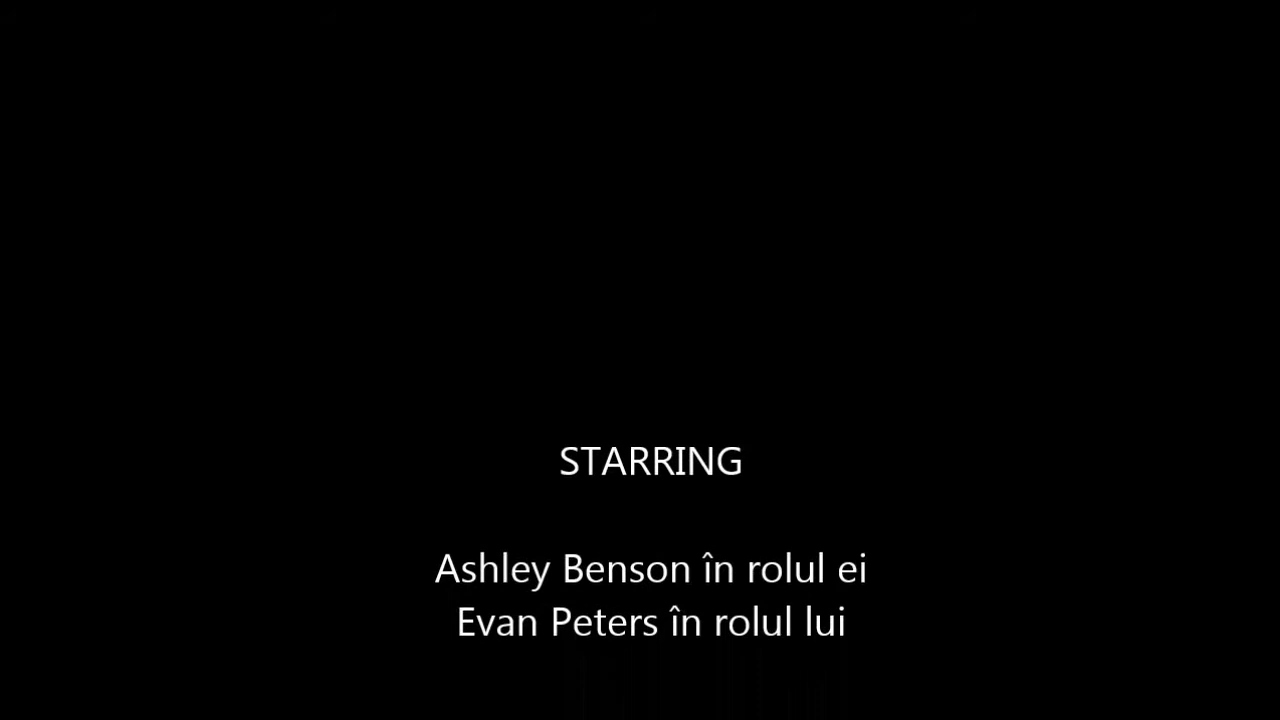 STARRING
Ashley Benson în rolul ei
Evan Peters în rolul lui